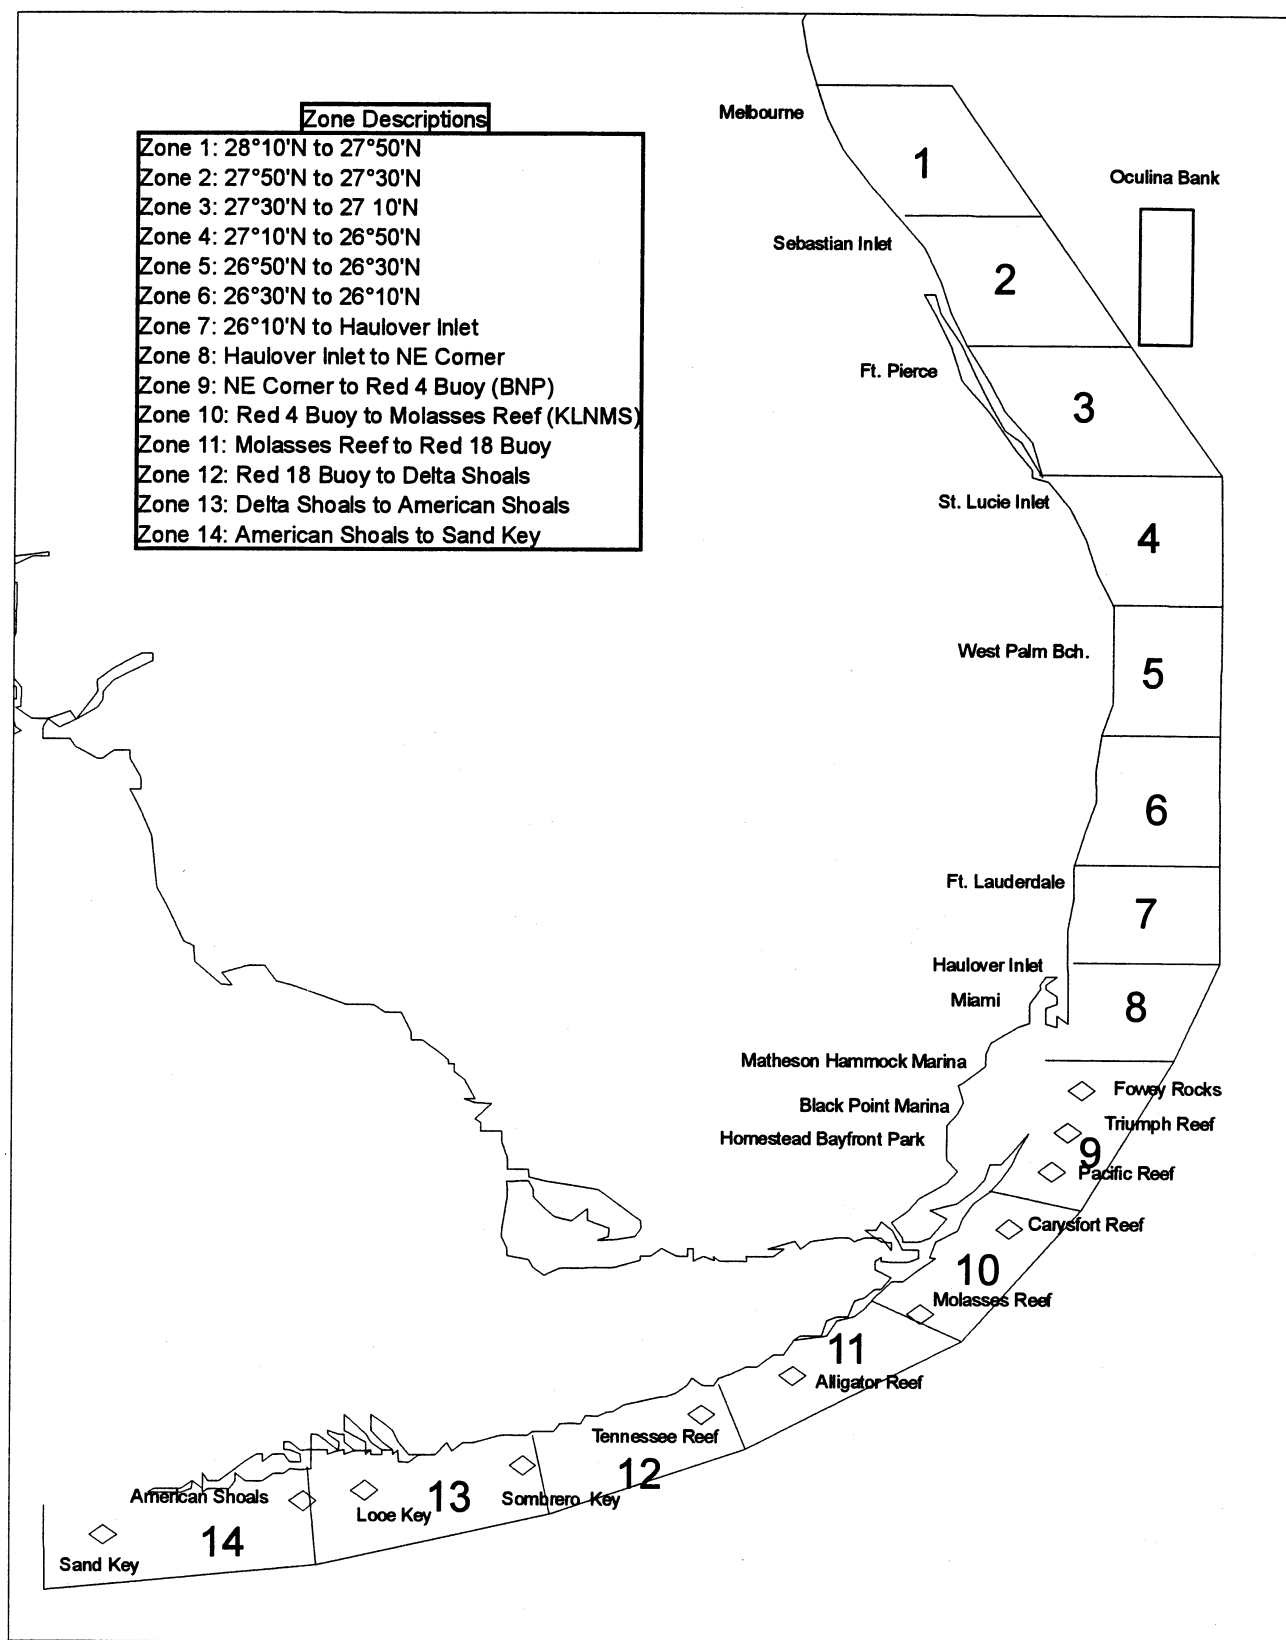 Zone Descriptions
Zone 1: 28°10'N to 27°50'N
Zone 2: 27°50'N to 27°30'N
Zone 3: 27°30'N to 27 10'N
Zone 4: 27°10'N to 26°50'N
Zone 5: 26°50'N to 26°30'N
Zone 6: 26°30'N to 26°10'N
Zone 7: 26°10'N to Haulover Inlet
Zone 8: Haulover Inlet to NE Corner
Zone 9: NE Corner to Red 4 Buoy (BNP)
Zone 10: Red 4 Buoy to Molasses Reef (KLNMS)
Zone 11: Molasses Reef to Red 18 Buoy
Zone 12: Red 18 Buoy to Delta Shoals
Zone 13: Delta Shoals to American Shoals
Zone 14: American Shoals to Sand Key
Melbourne
1
Oculina Bank
Sebastian Inlet
2
Ft. Pierce
3
St. Lucie Inlet
4
West Palm Bch.
5
6
Ft. Lauderdale
7
Haulover Inlet
Miami
8
Matheson Hammock Marina
Fowey Rocks
Black Point Marina
Triumph Reef
Homestead Bayfront Park
9
Pacific Reef
Carysfort Reef
10
Molasses Reef
11
Alligator Reef
Tennessee Reef
12
American Shoals
13
Sombrero Key
Looe Key
14
Sand Key